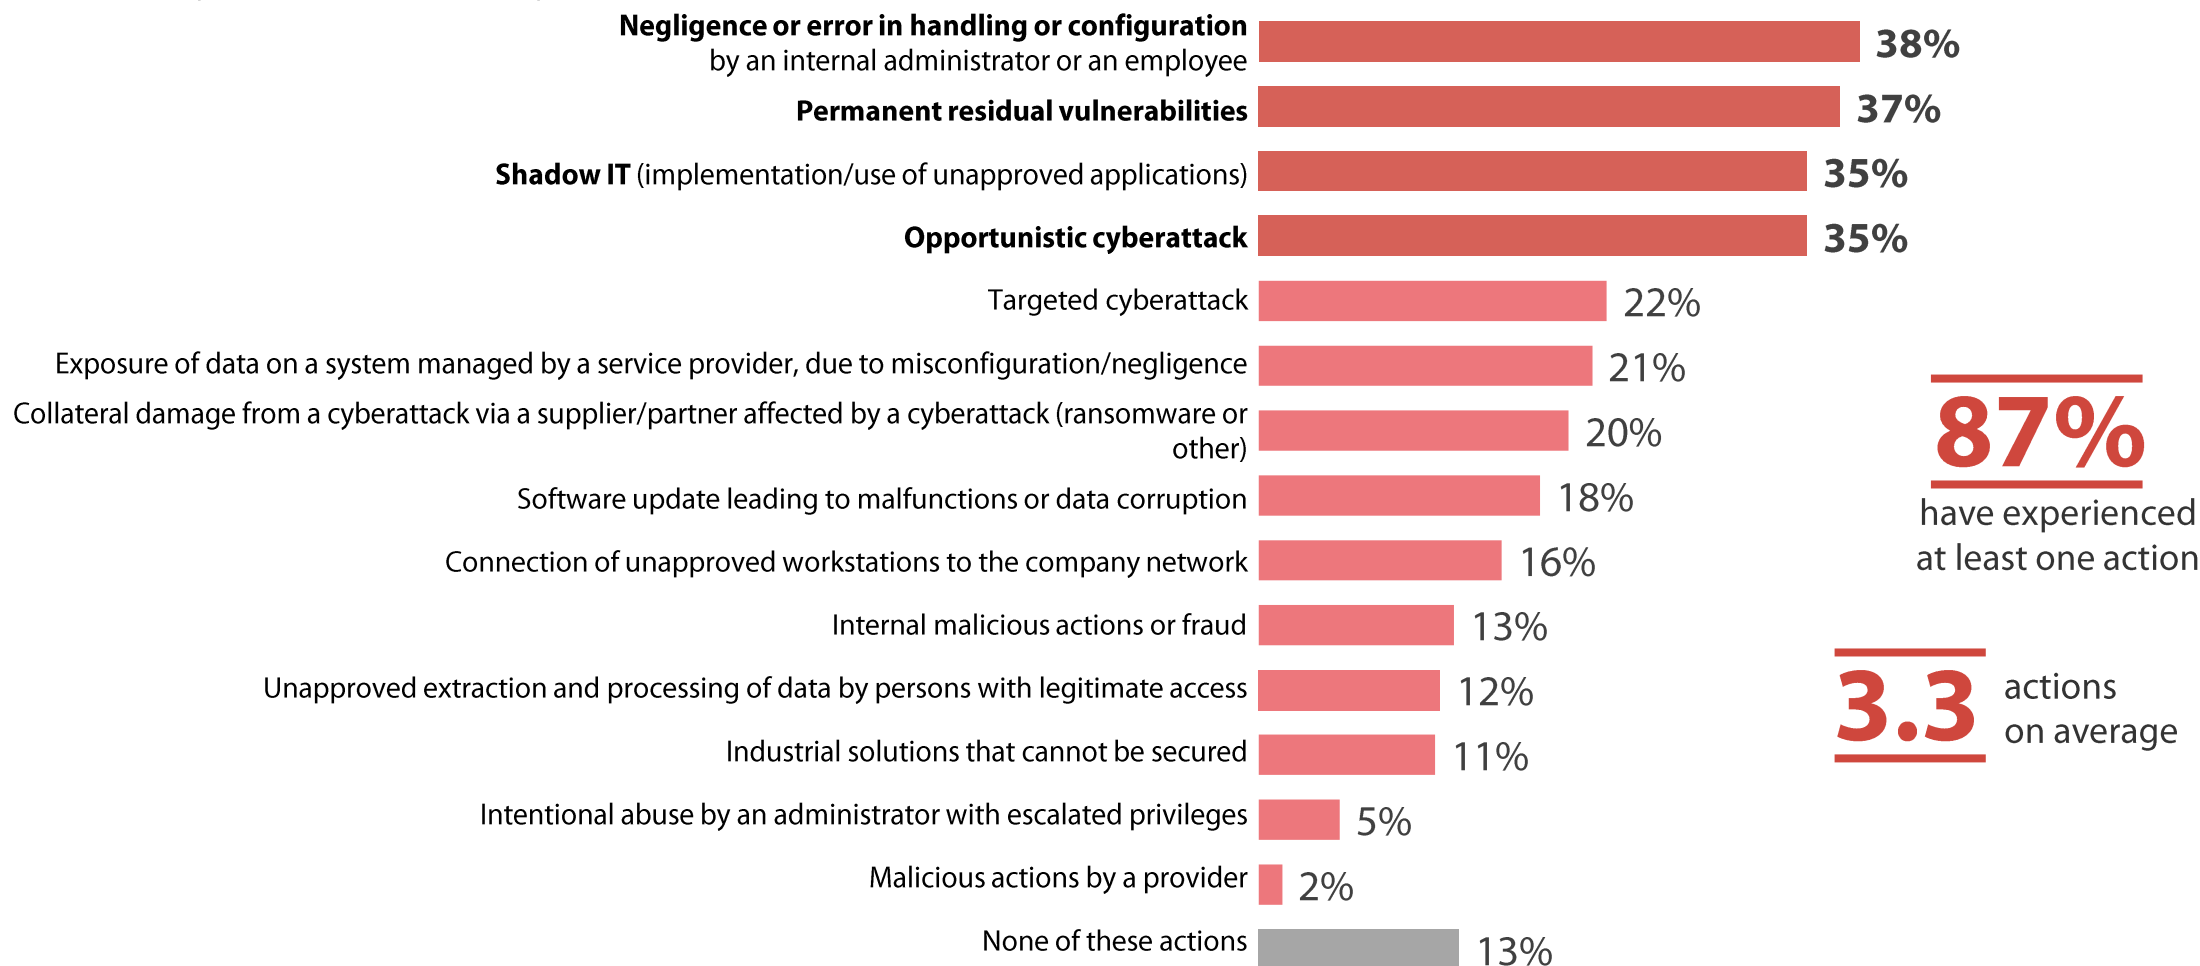 Negligence or error in handling or configuration
by an internal administrator or an employee
38%
Permanent residual vulnerabilities
37%
Shadow IT (implementation/use of unapproved applications)
35%
Opportunistic cyberattack
35%
Targeted cyberattack
22%
Exposure of data on a system managed by a service provider, due to misconfiguration/negligence
21%
Collateral damage from a cyberattack via a supplier/partner affected by a cyberattack (ransomware or
other)
20%
Software update leading to malfunctions or data corruption
18%
Connection of unapproved workstations to the company network
16%
Internal malicious actions or fraud
13%
Unapproved extraction and processing of data by persons with legitimate access
12%
Industrial solutions that cannot be secured
11%
Intentional abuse by an administrator with escalated privileges
5%
Malicious actions by a provider
2%
None of these actions
13%
87%
have experienced
at least one action
3.3
actions
on average